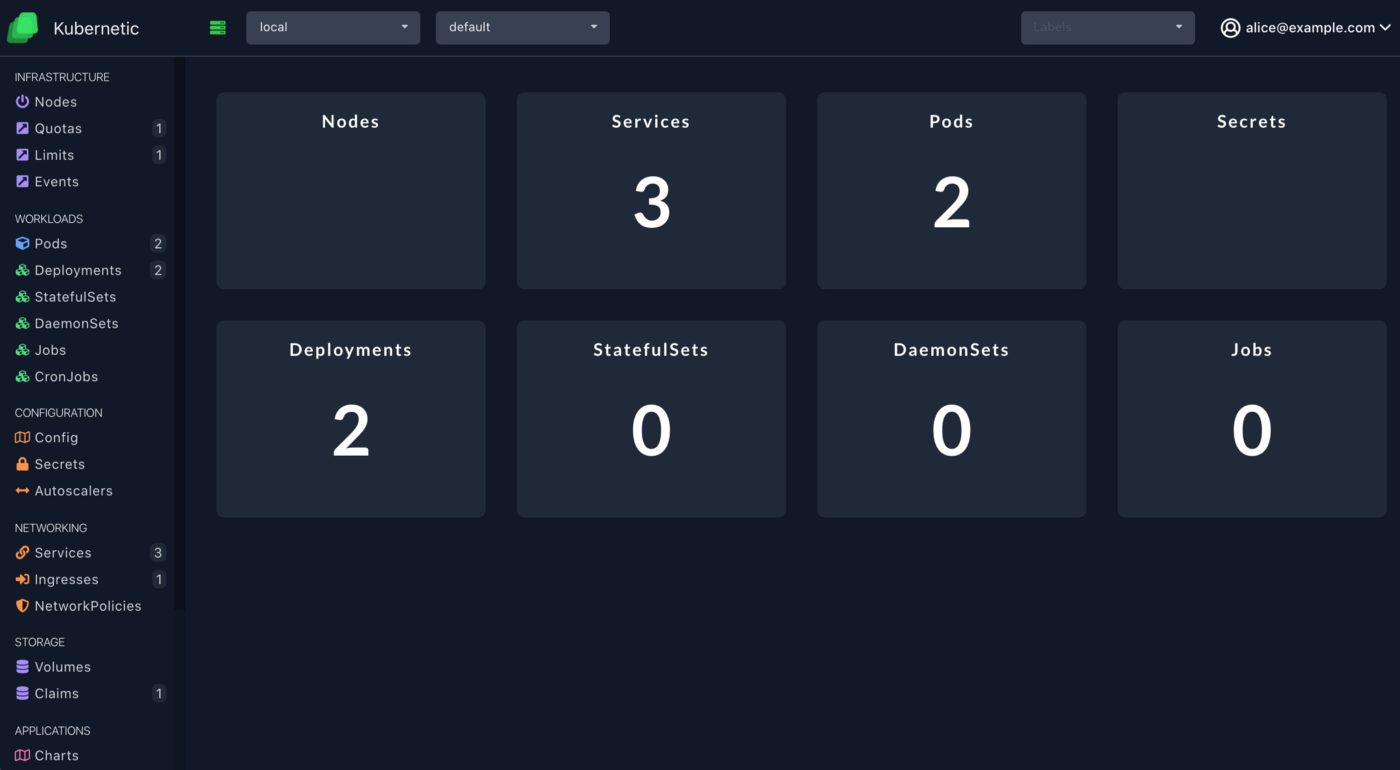 Kubernetic
local
default
Labels
alice@example.com
INFRASTRUCTURE
Nodes
Quotas 1
Limits 1
Events
WORKLOADS
Pods 2
Deployments 2
StatefulSets
DaemonSets
Jobs
CronJobs
CONFIGURATION
Config
Secrets
Autoscalers
NETWORKING
Services 3
Ingresses 1
NetworkPolicies
STORAGE
Volumes
Claims 1
APPLICATIONS
Charts
Nodes
Services
3
Pods
2
Secrets
Deployments
2
StatefulSets
0
DaemonSets
0
Jobs
0